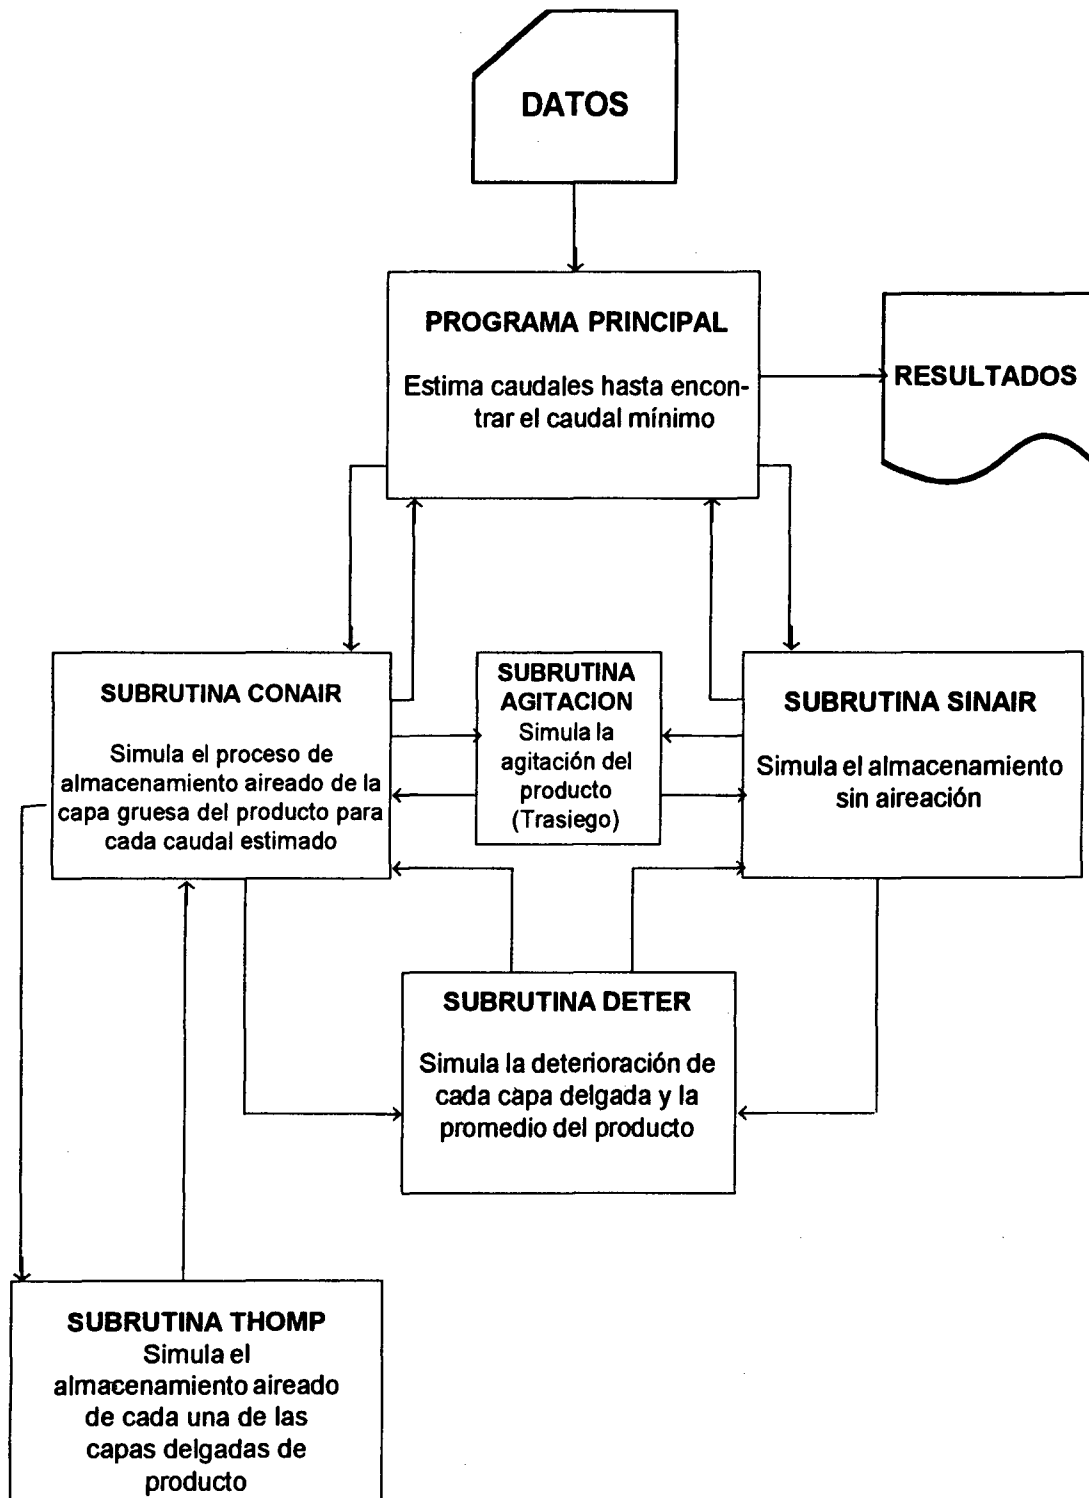 DATOS
PROGRAMA PRINCIPAL
Estima caudales hasta encon-
trar el caudal mínimo
RESULTADOS
SUBRUTINA CONAIR
Simula el proceso de
almacenamiento aireado de la
capa gruesa del producto para
cada caudal estimado
SUBRUTINA
AGITACION
Simula la
agitación del
producto
(Trasiego)
SUBRUTINA SINAIR
Simula el almacenamiento
sin aireación
SUBRUTINA DETER
Simula la deterioración de
cada capa delgada y la
promedio del producto
SUBRUTINA THOMP
Simula el
almacenamiento aireado
de cada una de las
capas delgadas de
producto